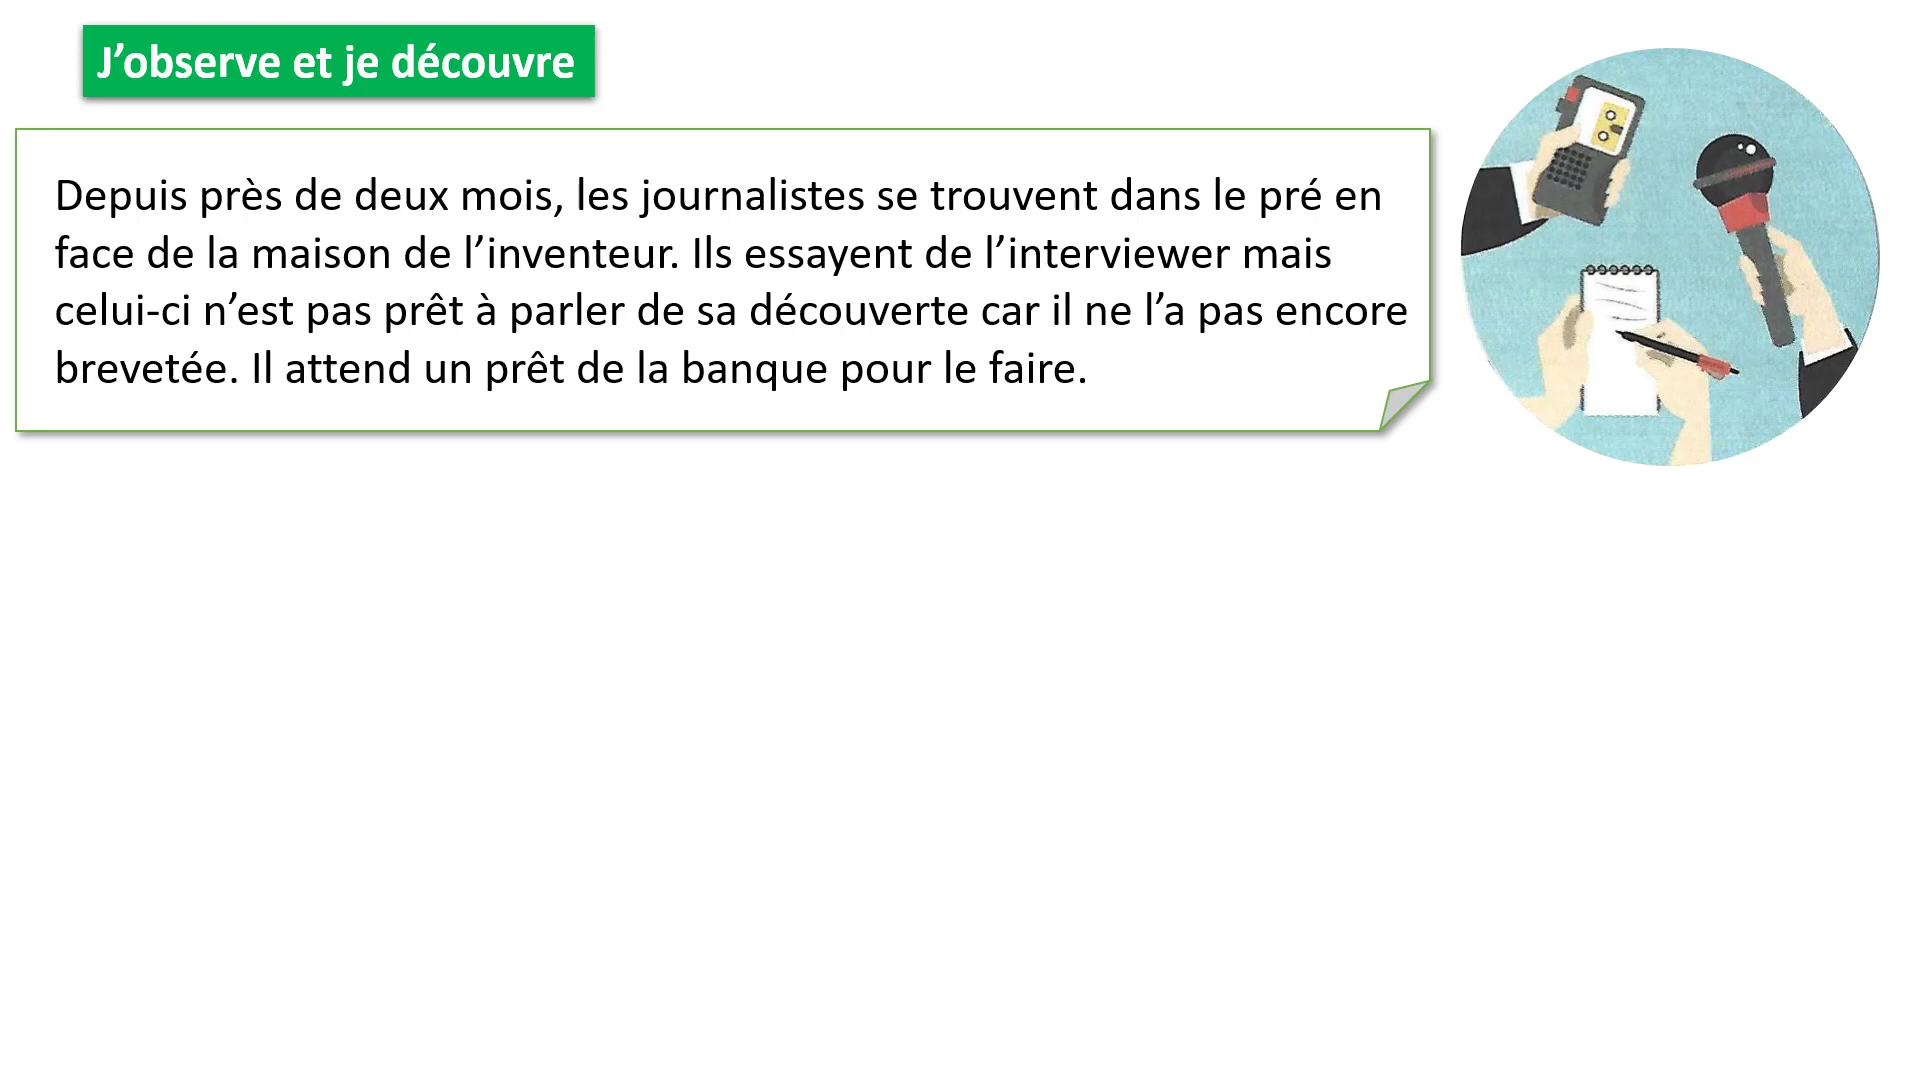 J’observe et je découvre
Depuis près de deux mois, les journalistes se trouvent dans le pré en
face de la maison de l’inventeur. Ils essayent de l’interviewer mais
celui-ci n’est pas prêt à parler de sa découverte car il ne l’a pas encore
brevetée. Il attend un prêt de la banque pour le faire.